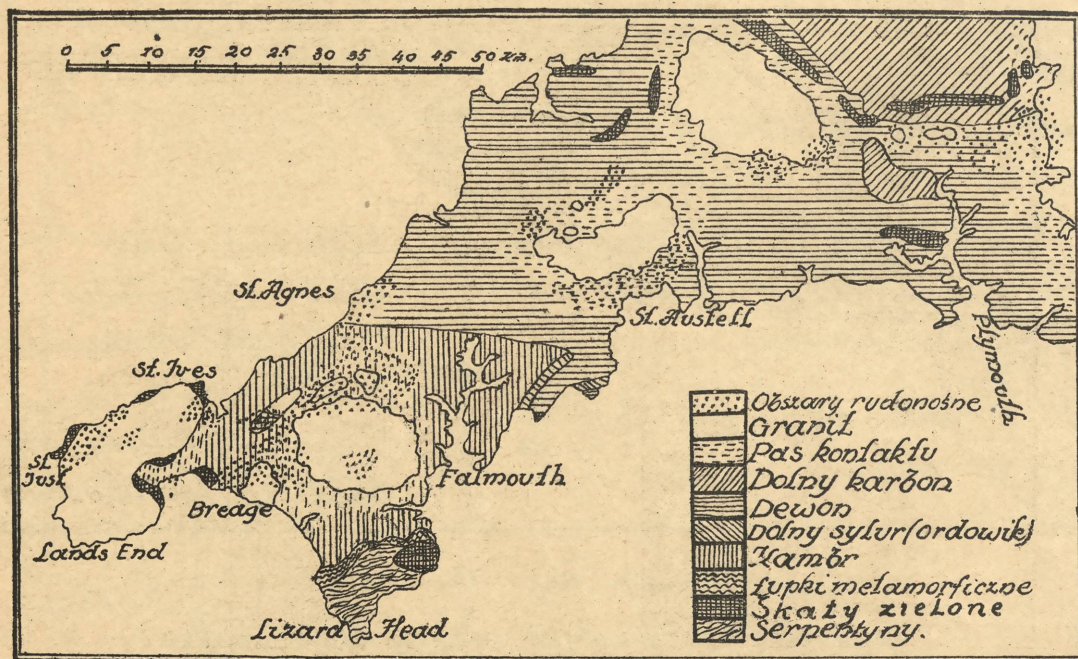 0 5 10 15 20 25 30 35 40 45 50 km.
St. Agnes
St. Austell
Plymouth
St. Ives
St. Just
Falmouth
Breage
Lands End
Lizard Head
Obszary rudonośne
Granit
Pas kontaktu
Dolny karbon
Dewon
Dolny sylur (ordowik)
Kambr
Łupki metamorficzne
Skały zielone
Serpentyny.